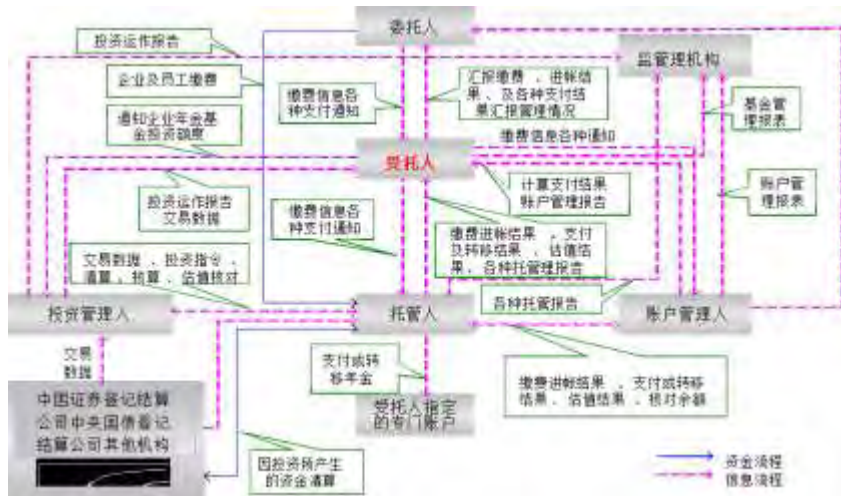 委托人
投资运作报告
监管理机构
企业及员工缴费
缴费信息各
种支付通知
汇报缴费、进帐结
果、及各种支付结
果汇报管理情况
基金管
理报表
通知企业年金基
金投资额度
缴费信息各种通知
受托人
计算支付结果
账户管理报告
账户管
理报表
投资运作报告
交易数据
缴费信息各
种支付通知
缴费进帐结果、支付
及转移结果、估值结
果、各种托管理报告
交易数据、投资指令、
清算、核算、估值核对
各种托管报告
投资管理人
托管人
账户管理人
交易
数据
支付或转
移年金
缴费进帐结果、支付或转移
结果、估值结果、核对余额
中国证券登记结算
公司中央国债登记
结算公司其他机构
受托人指定
的专门账户
因投资所产生
的资金清算
资金流程
信息流程